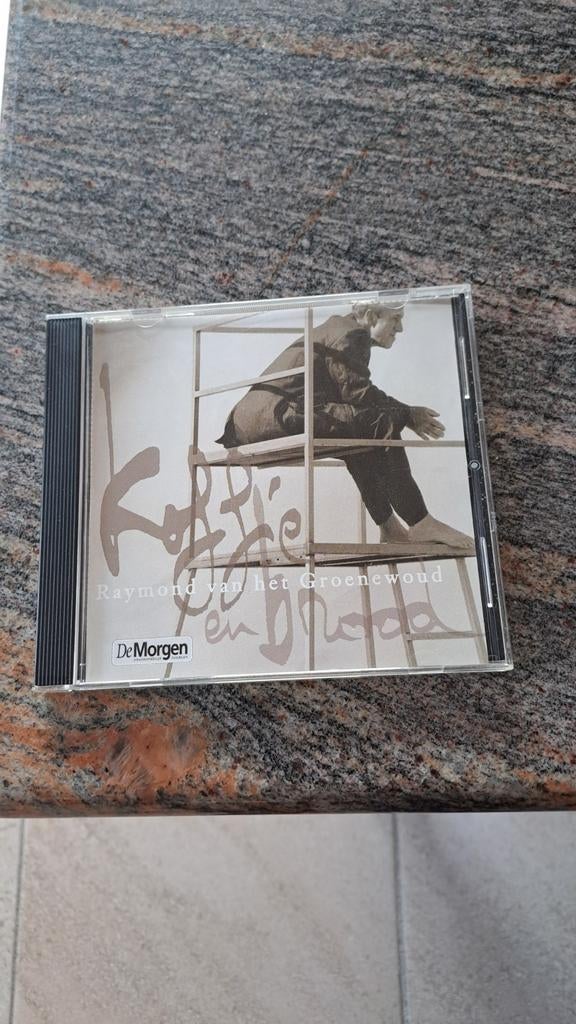 Koffie
Raymond van het Groenewoud
en brood
De Morgen